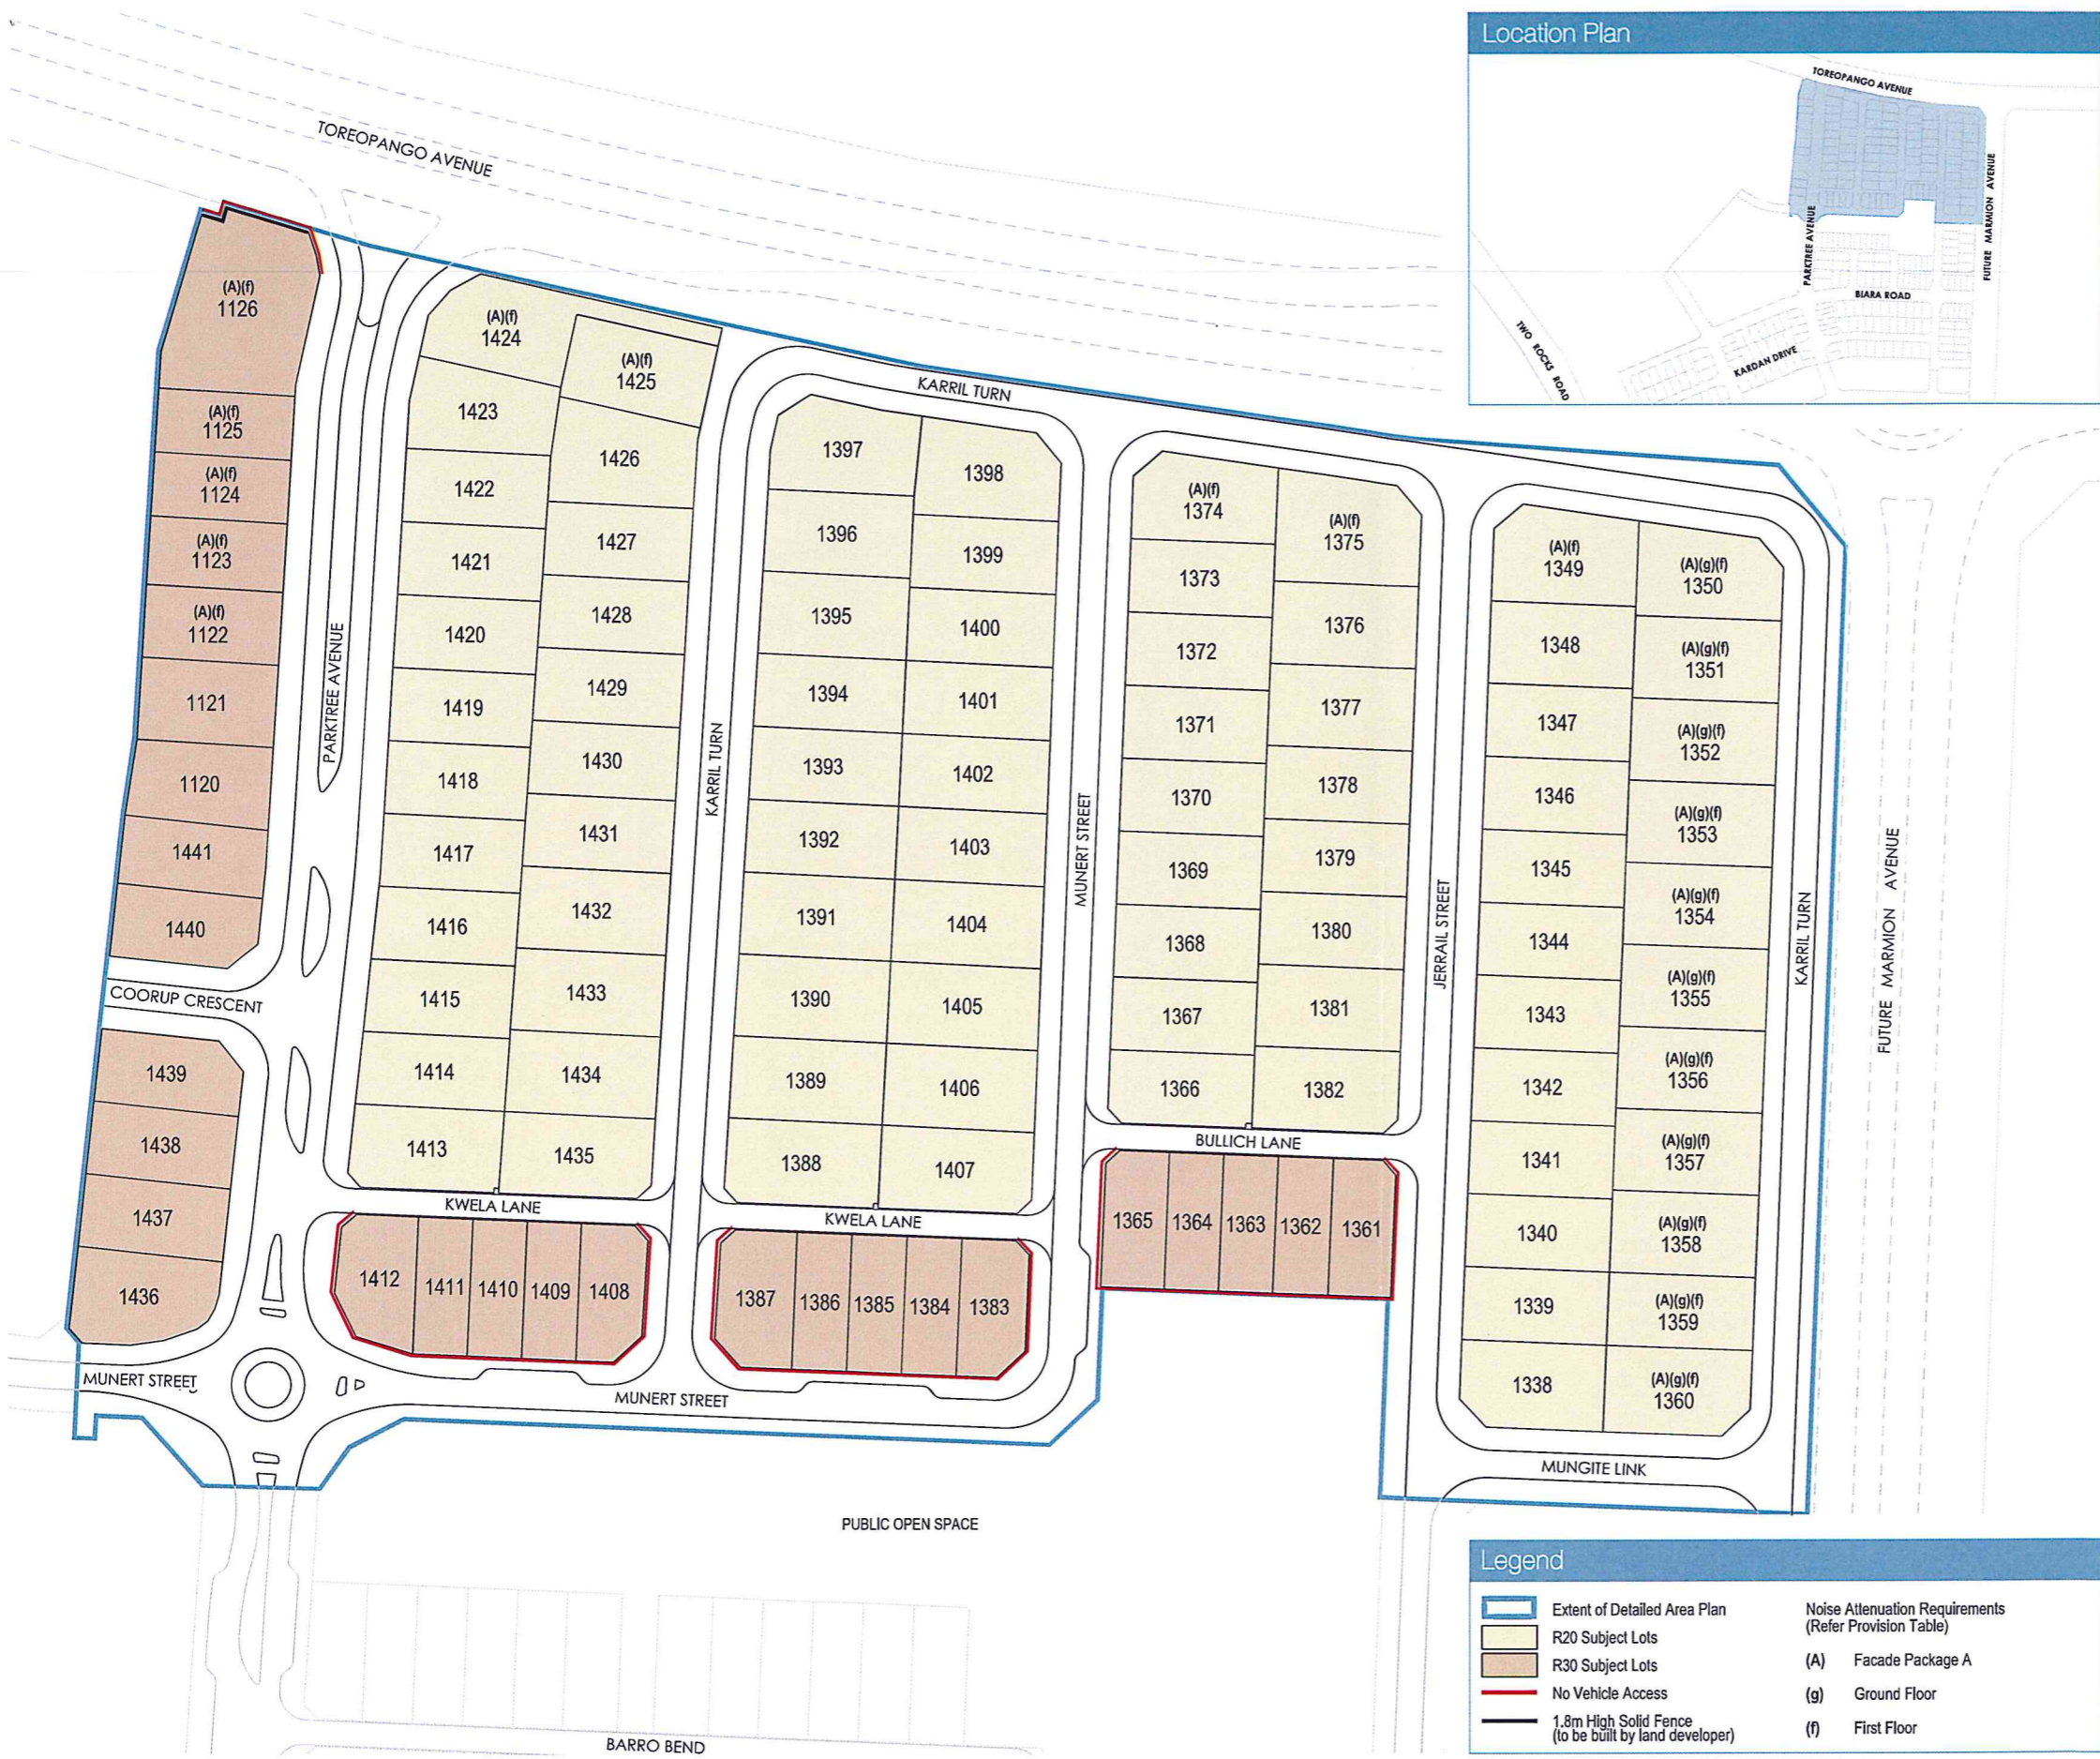 Location Plan
TOREOPANGO AVENUE
PARKTREE AVENUE
FUTURE MARMION AVENUE
BIARA ROAD
KARDAN DRIVE
TWO ROCKS ROAD
TOREOPANGO AVENUE
(A)(f)
1126
(A)(f)
1125
(A)(f)
1124
(A)(f)
1123
(A)(f)
1122
1121
1120
1441
1440
COORUP CRESCENT
1439
1438
1437
1436
MUNERT STREET
PARKTREE AVENUE
(A)(f)
1424
1423
1422
1421
1420
1419
1418
1417
1416
1415
1414
1413
(A)(f)
1425
1426
1427
1428
1429
1430
1431
1432
1433
1434
1435
KWELA LANE
1412
1411
1410
1409
1408
KARRIL TURN
KARRIL TURN
1397
1396
1395
1394
1393
1392
1391
1390
1389
1388
1398
1399
1400
1401
1402
1403
1404
1405
1406
1407
KWELA LANE
1387
1386
1385
1384
1383
MUNERT STREET
MUNERT STREET
(A)(f)
1374
1373
1372
1371
1370
1369
1368
1367
1366
(A)(f)
1375
1376
1377
1378
1379
1380
1381
1382
BULLICH LANE
1365
1364
1363
1362
1361
JERRAIL STREET
(A)(f)
1349
1348
1347
1346
1345
1344
1343
1342
1341
1340
1339
1338
(A)(g)(f)
1350
(A)(g)(f)
1351
(A)(g)(f)
1352
(A)(g)(f)
1353
(A)(g)(f)
1354
(A)(g)(f)
1355
(A)(g)(f)
1356
(A)(g)(f)
1357
(A)(g)(f)
1358
(A)(g)(f)
1359
(A)(g)(f)
1360
KARRIL TURN
FUTURE MARMION AVENUE
MUNGITE LINK
PUBLIC OPEN SPACE
BARRO BEND
Legend
Extent of Detailed Area Plan
R20 Subject Lots
R30 Subject Lots
No Vehicle Access
1.8m High Solid Fence
(to be built by land developer)
Noise Attenuation Requirements
(Refer Provision Table)
(A) Facade Package A
(g) Ground Floor
(f) First Floor